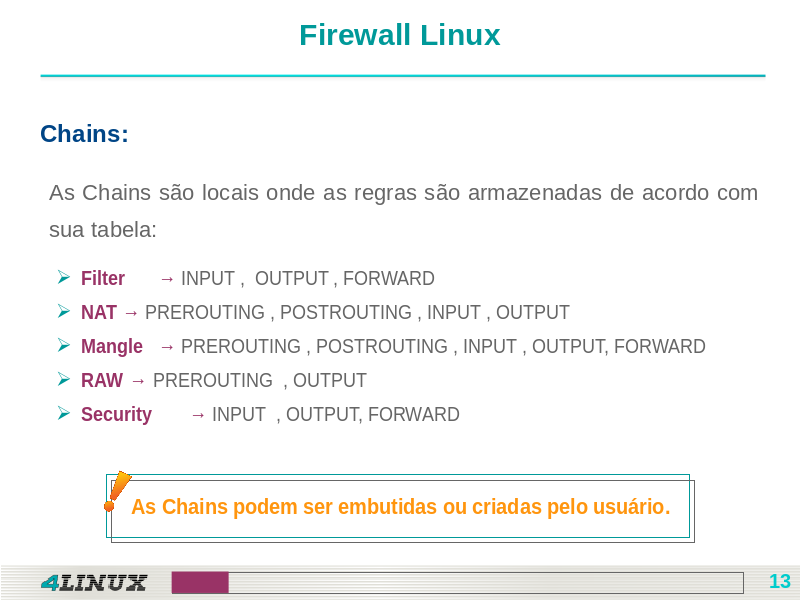 Firewall Linux
Chains:
As Chains são locais onde as regras são armazenadas de acordo com
sua tabela:
Filter → INPUT , OUTPUT , FORWARD
NAT → PREROUTING , POSTROUTING , INPUT , OUTPUT
Mangle → PREROUTING , POSTROUTING , INPUT , OUTPUT, FORWARD
RAW → PREROUTING , OUTPUT
Security → INPUT , OUTPUT, FORWARD
As Chains podem ser embutidas ou criadas pelo usuário.
4LINUX
13